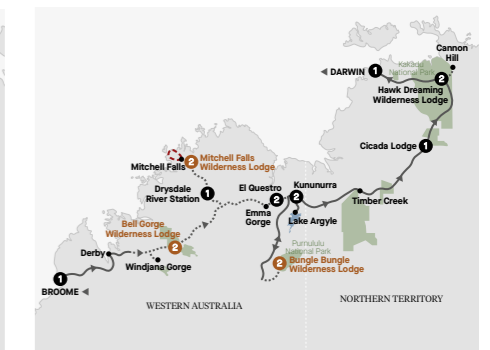 Cannon
Hill
Kakadu
National Park
◀ DARWIN 1
2
Hawk Dreaming
Wilderness Lodge
Cicada Lodge 1
2 Mitchell Falls
Wilderness Lodge
Mitchell Falls
Drysdale
River Station
1
El Questro
2
Kununurra
2
Emma
Gorge
Lake Argyle
Timber Creek
Bell Gorge
Wilderness Lodge
2
Purnululu
National Park
2 Bungle Bungle
Wilderness Lodge
Derby
Windjana Gorge
1
BROOME ◀
WESTERN AUSTRALIA
NORTHERN TERRITORY